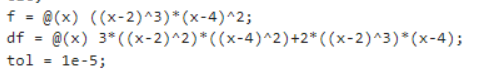 f = @(x) ((x-2)^3)*(x-4)^2;
df = @(x) 3*((x-2)^2)*((x-4)^2)+2*((x-2)^3)*(x-4);
tol = 1e-5;